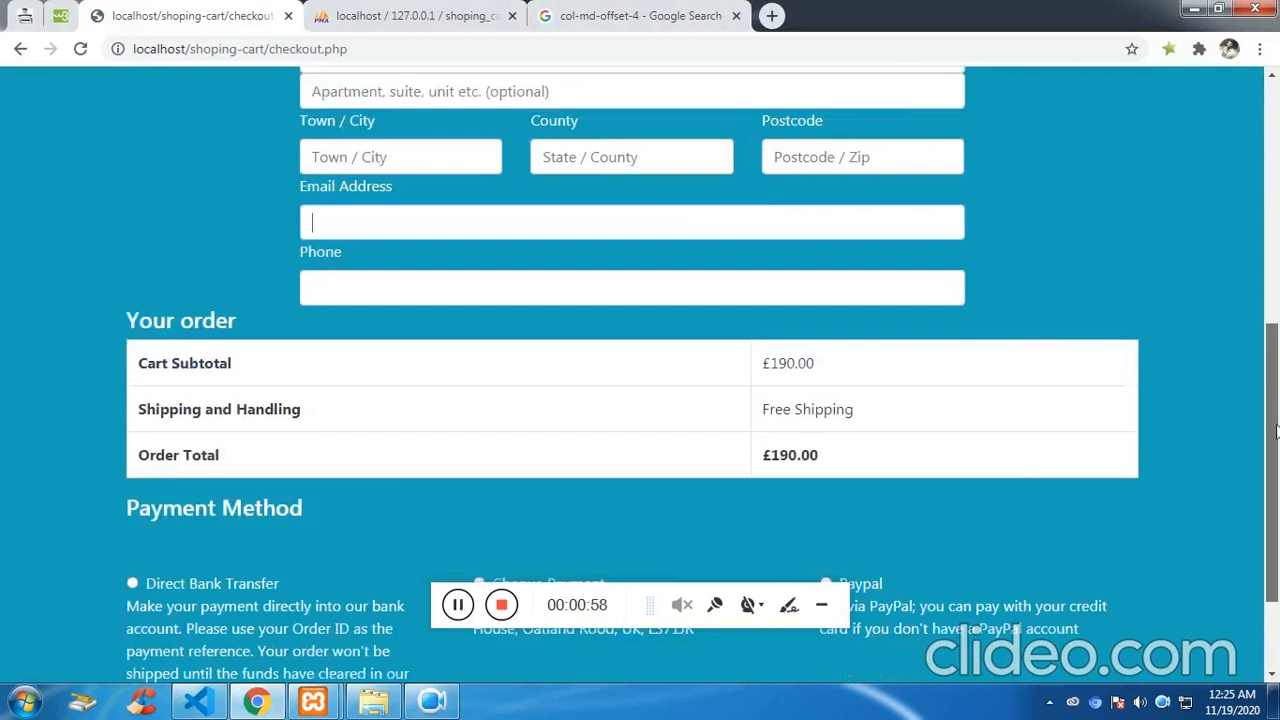 localhost/shoping-cart/checkout
localhost / 127.0.0.1 / shoping_ca
col-md-offset-4 - Google Search
localhost/shoping-cart/checkout.php
Apartment, suite, unit etc. (optional)
Town / City County Postcode
Town / City State / County Postcode / Zip
Email Address
Phone
Your order
Cart Subtotal £190.00
Shipping and Handling Free Shipping
Order Total £190.00
Payment Method
Direct Bank Transfer
Make your payment directly into our bank
account. Please use your Order ID as the
payment reference. Your order won't be
shipped until the funds have cleared in our
Cheque Payment
House, Oatland Rood, UK, LS71JR
Paypal
via PayPal; you can pay with your credit
card if you don't have a PayPal account
00:00:58
clideo.com
12:25 AM
11/19/2020